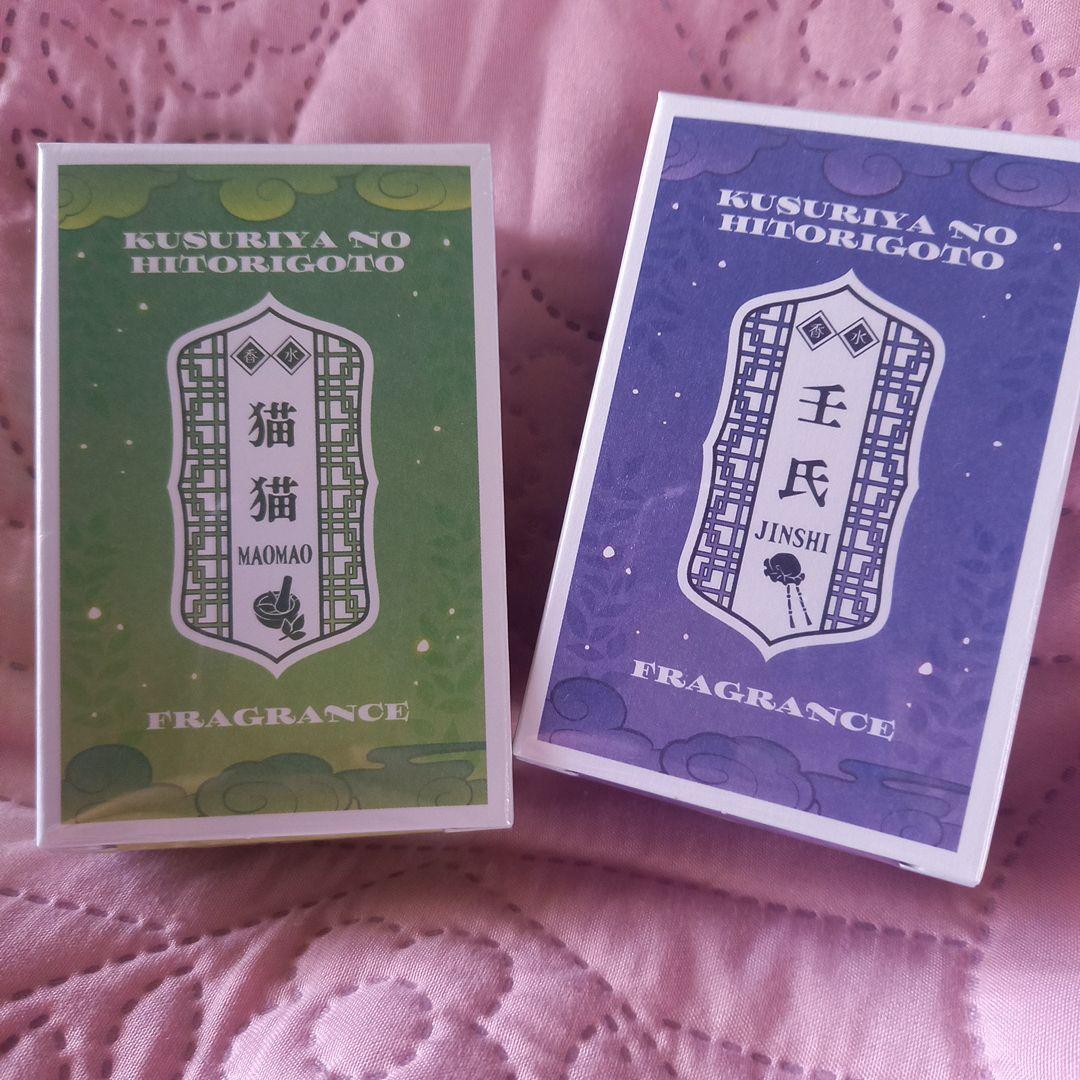 KUSURIYA NO
HITORIGOTO
香水
猫
猫
MAOMAO
FRAGRANCE
KUSURIYA NO
HITORIGOTO
香水
壬
氏
JINSHI
FRAGRANCE